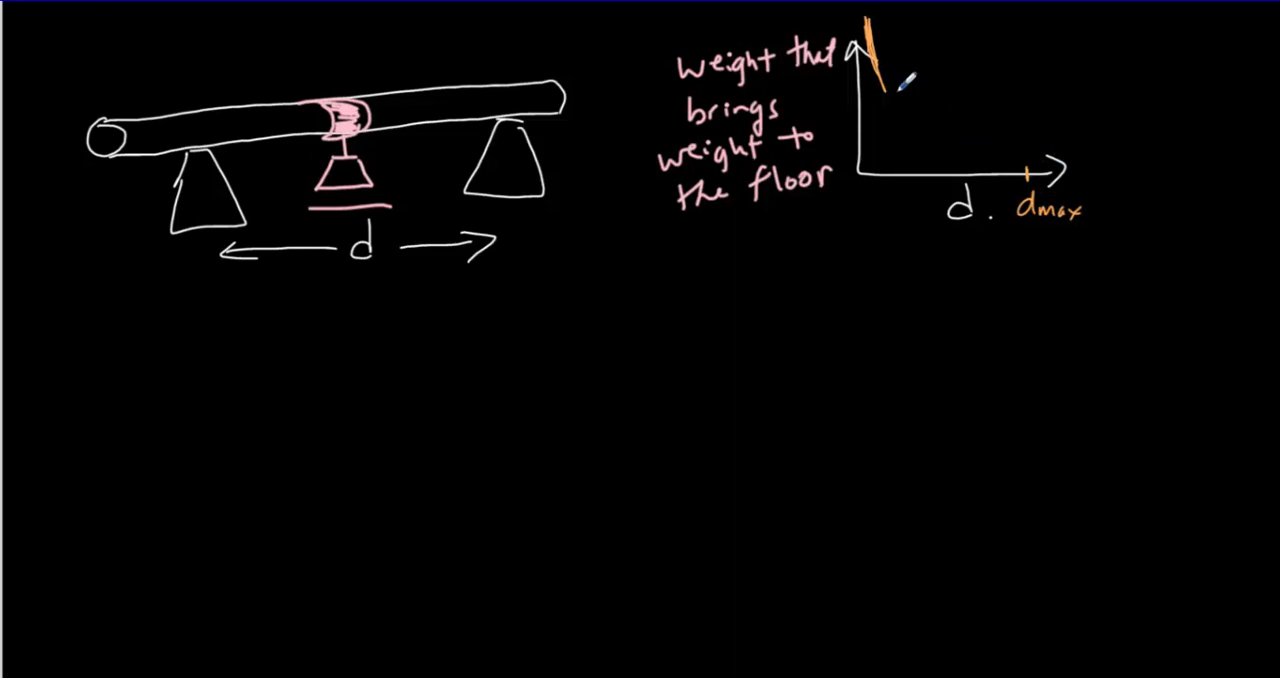 weight that
brings
weight to
the floor
d
d.
dmax